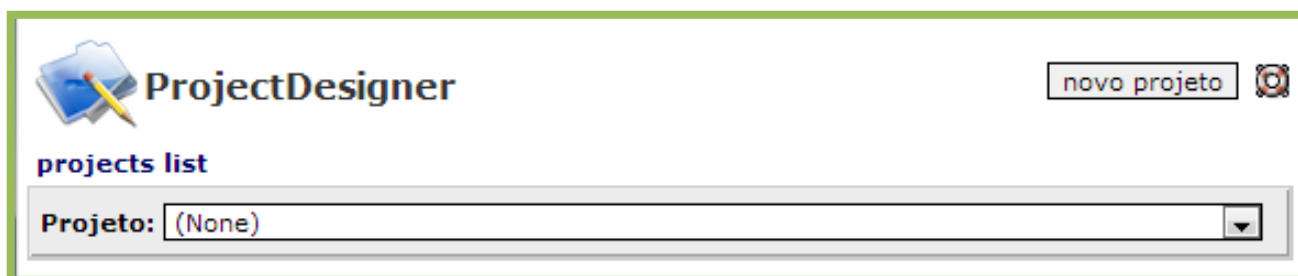 ProjectDesigner
novo projeto
projects list
Projeto: (None)